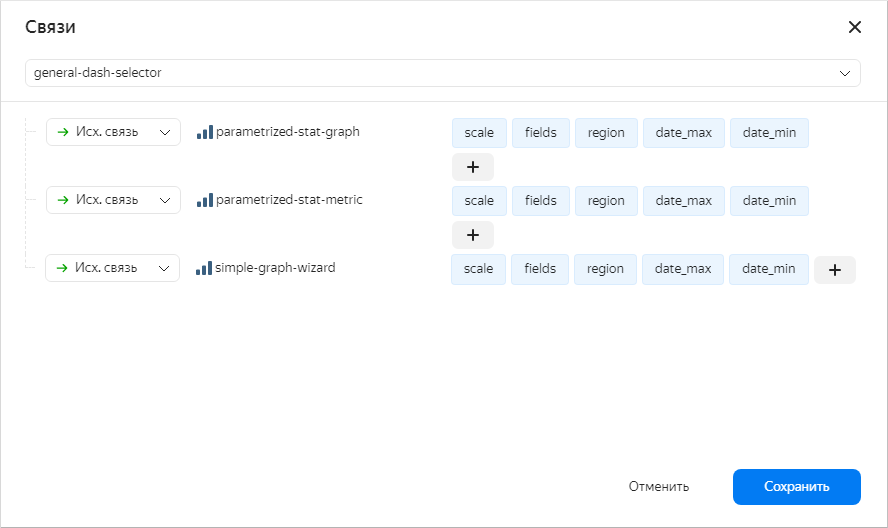 Связи
general-dash-selector
Исх. связь parametrized-stat-graph scale fields region date_max date_min
+
Исх. связь parametrized-stat-metric scale fields region date_max date_min
+
Исх. связь simple-graph-wizard scale fields region date_max date_min +
Отменить Сохранить